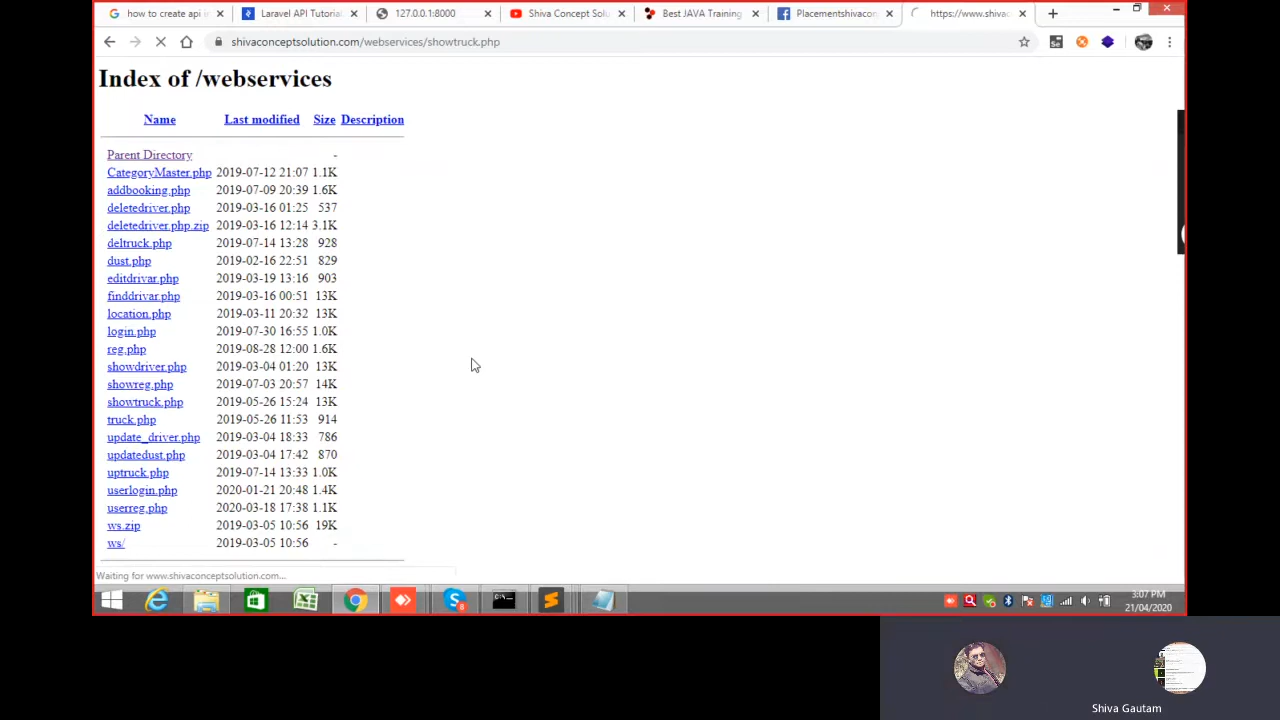 how to create api in
Laravel API Tutorial
127.0.0.1:8000
Shiva Concept Solu
Best JAVA Training
Placementshivacon
https://www.shivac
shivaconceptsolution.com/webservices/showtruck.php
Index of /webservices
Name Last modified Size Description
Parent Directory -
CategoryMaster.php 2019-07-12 21:07 1.1K
addbooking.php 2019-07-09 20:39 1.6K
deletedriver.php 2019-03-16 01:25 537
deletedriver.php.zip 2019-03-16 12:14 3.1K
deltruck.php 2019-07-14 13:28 928
dust.php 2019-02-16 22:51 829
editdrivar.php 2019-03-19 13:16 903
finddrivar.php 2019-03-16 00:51 13K
location.php 2019-03-11 20:32 13K
login.php 2019-07-30 16:55 1.0K
reg.php 2019-08-28 12:00 1.6K
showdriver.php 2019-03-04 01:20 13K
showreg.php 2019-07-03 20:57 14K
showtruck.php 2019-05-26 15:24 13K
truck.php 2019-05-26 11:53 914
update_driver.php 2019-03-04 18:33 786
updatedust.php 2019-03-04 17:42 870
uptruck.php 2019-07-14 13:33 1.0K
userlogin.php 2020-01-21 20:48 1.4K
userreg.php 2020-03-18 17:38 1.1K
ws.zip 2019-03-05 10:56 19K
ws/ 2019-03-05 10:56 -
Waiting for www.shivaconceptsolution.com...
3:07 PM
21/04/2020
Shiva Gautam